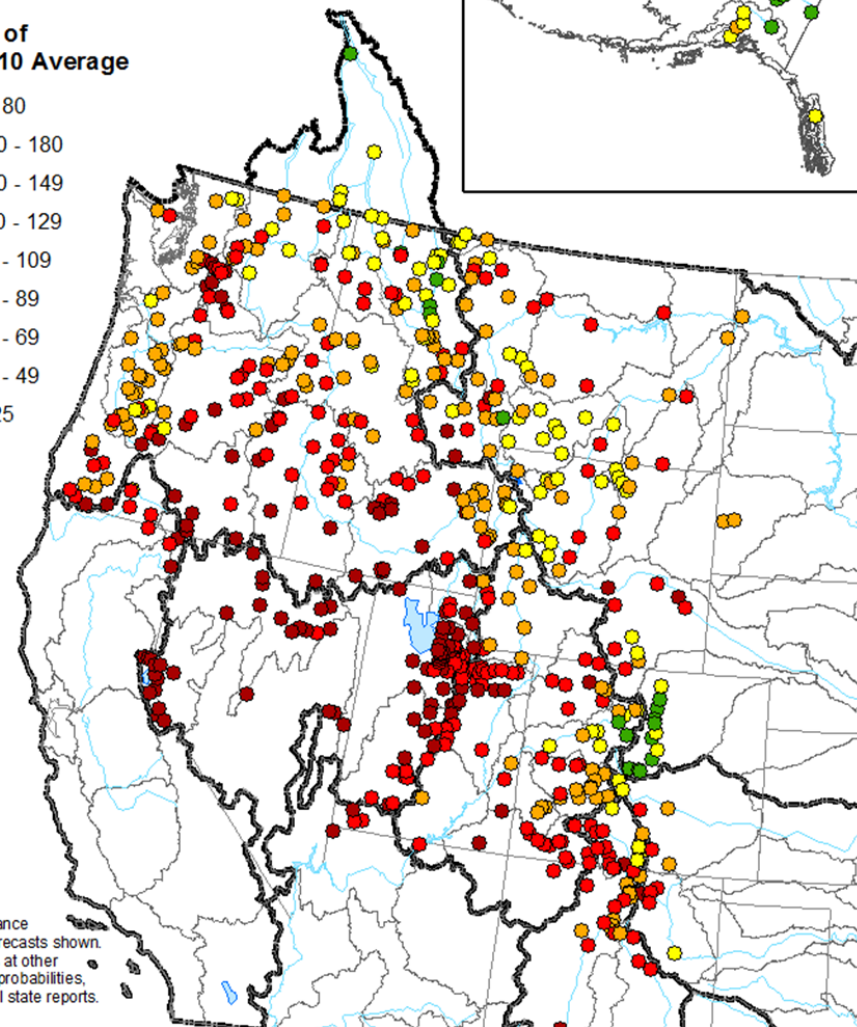 of
10 Average
80
0 - 180
0 - 149
0 - 129
- 109
- 89
- 69
- 49
25
ance
recasts shown.
at other
probabilities,
l state reports.